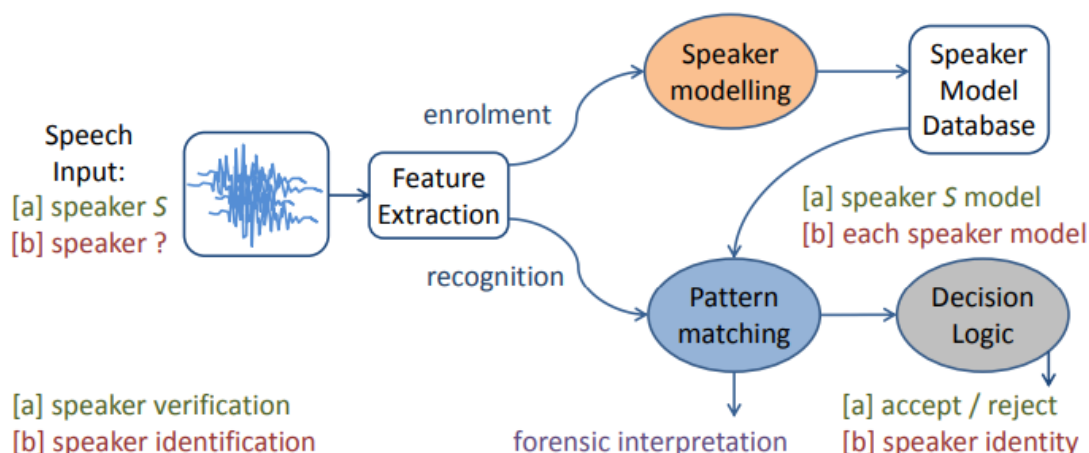 Speech
Input:
[a] speaker S
[b] speaker ?
Feature
Extraction
enrolment
recognition
Speaker
modelling
Speaker
Model
Database
[a] speaker S model
[b] each speaker model
Pattern
matching
Decision
Logic
[a] speaker verification
[b] speaker identification
forensic interpretation
[a] accept / reject
[b] speaker identity